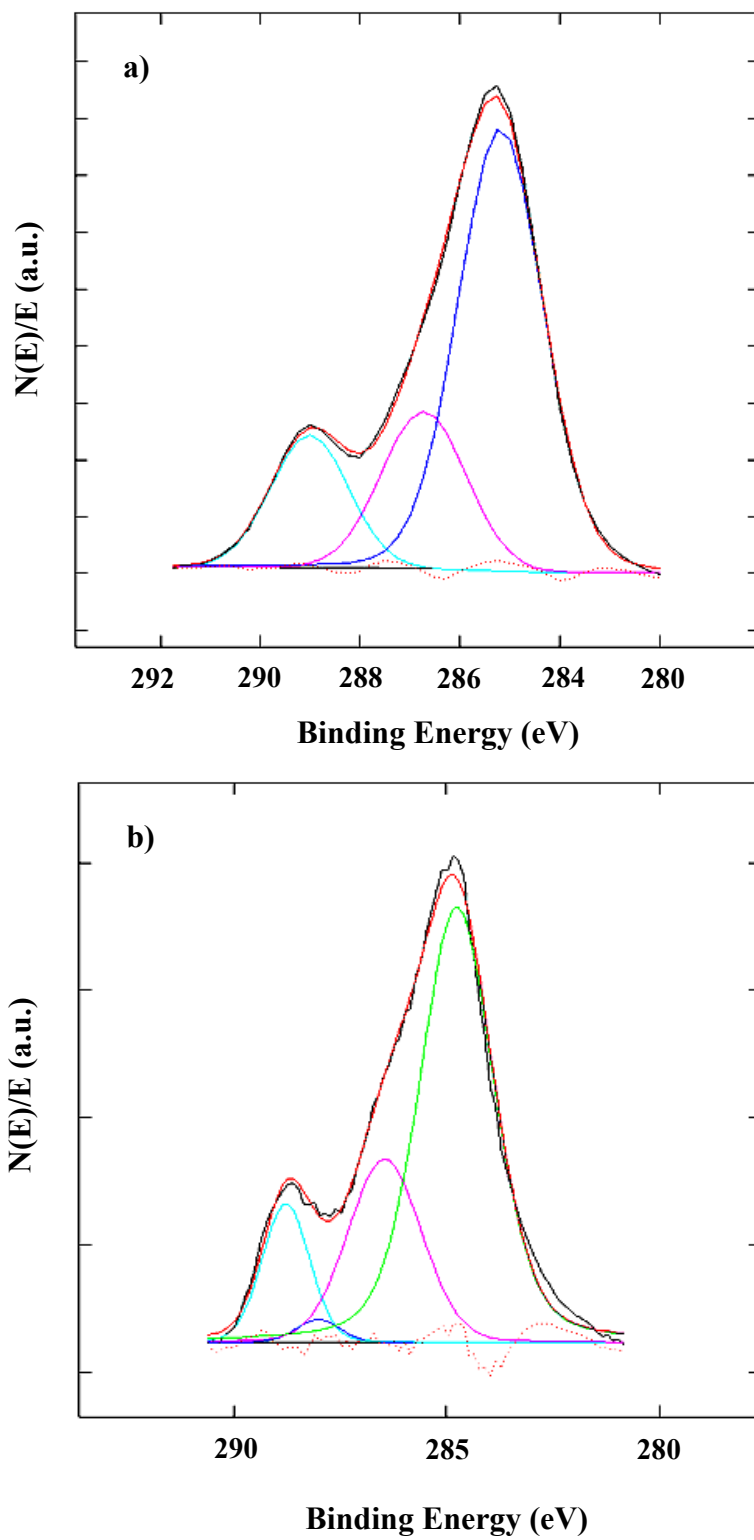 a)
N(E)/E (a.u.)
292 290 288 286 284 280
Binding Energy (eV)
b)
N(E)/E (a.u.)
290 285 280
Binding Energy (eV)